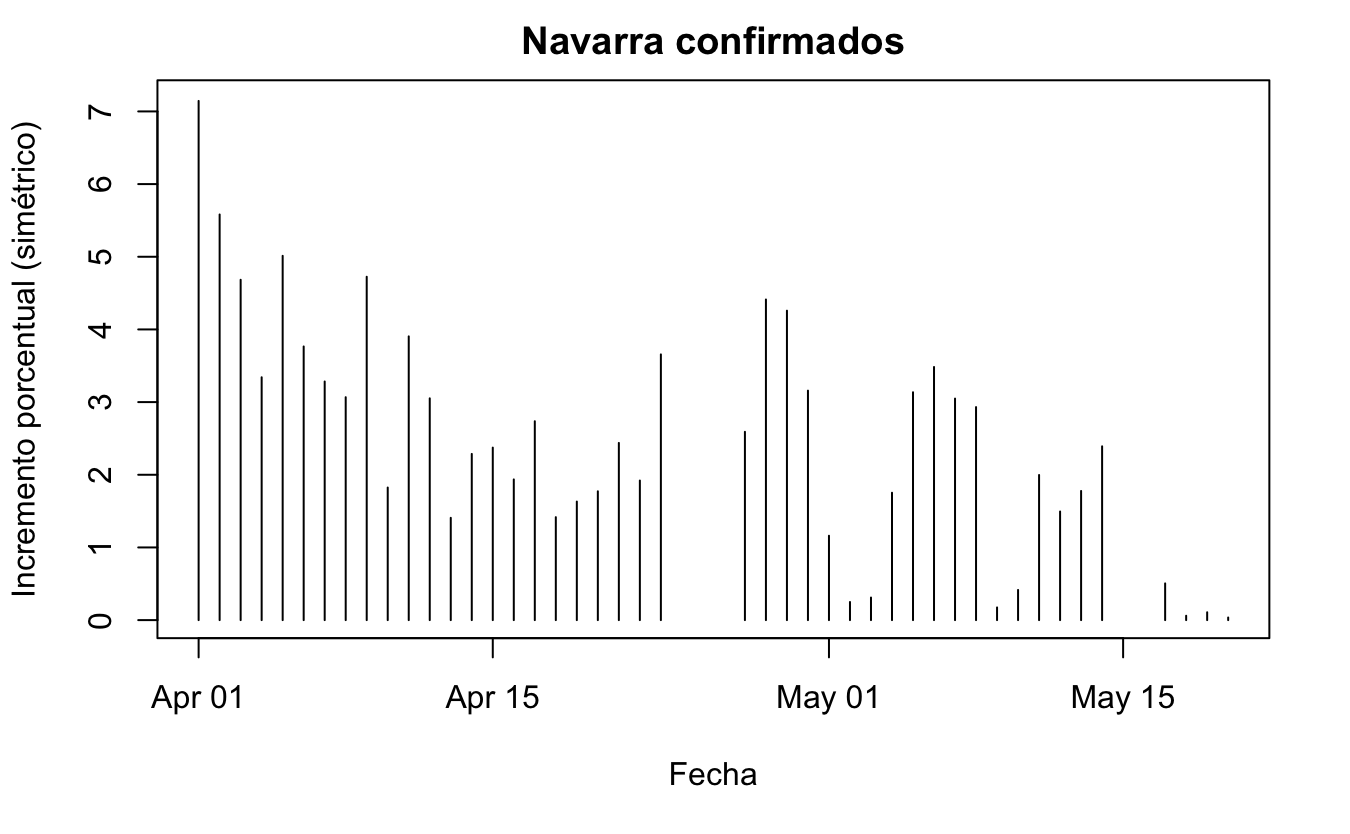 Navarra confirmados
Incremento porcentual (simétrico)
7
6
5
4
3
2
1
0
Apr 01 Apr 15 May 01 May 15
Fecha